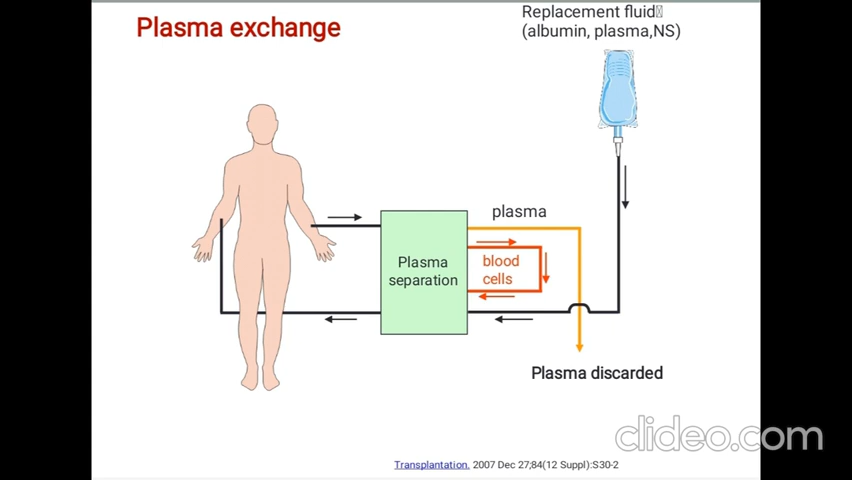 Plasma exchange
Replacement fluid
(albumin, plasma,NS)
plasma
Plasma
separation
blood
cells
Plasma discarded
clideo.com
Transplantation, 2007 Dec 27;84(12 Suppl):S30-2